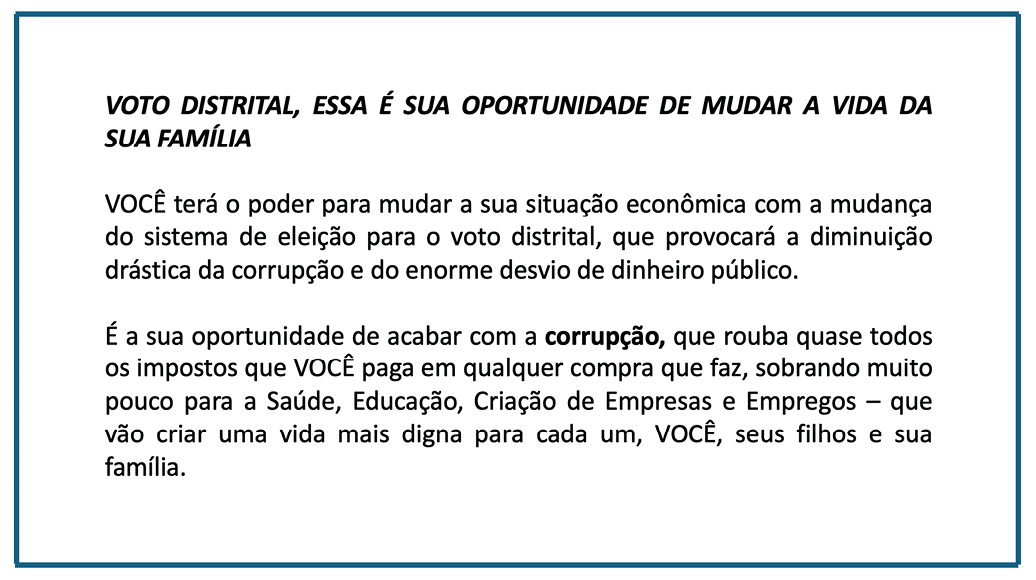 VOTO DISTRITAL, ESSA É SUA OPORTUNIDADE DE MUDAR A VIDA DA
SUA FAMÍLIA
VOCÊ terá o poder para mudar a sua situação econômica com a mudança
do sistema de eleição para o voto distrital, que provocará a diminuição
drástica da corrupção e do enorme desvio de dinheiro público.
É a sua oportunidade de acabar com a corrupção, que rouba quase todos
os impostos que VOCÊ paga em qualquer compra que faz, sobrando muito
pouco para a Saúde, Educação, Criação de Empresas e Empregos – que
vão criar uma vida mais digna para cada um, VOCÊ, seus filhos e sua
família.